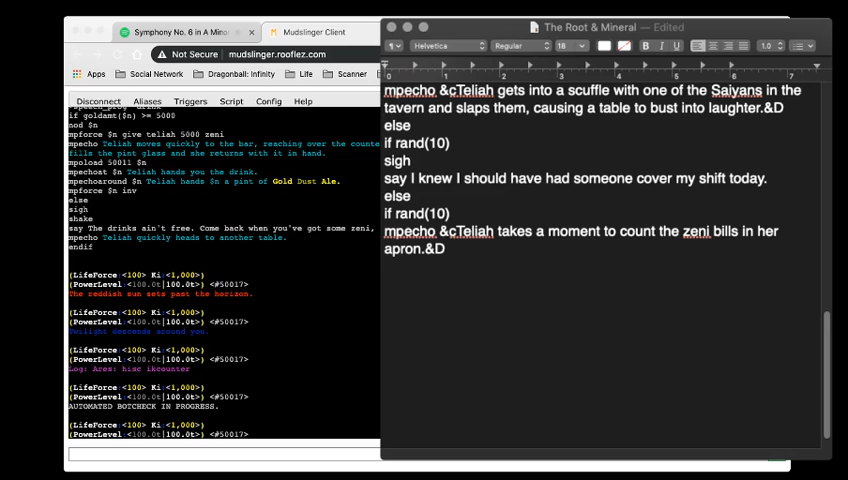 Symphony No. 6 in A Minor
Mudslinger Client
Not Secure | mudslinger.rooflez.com
Apps Social Network Dragonball: Infinity Life Scanner
Disconnect Aliases Triggers Script Config Help
if goldamt($n) >= 5000
nod $n
mpforce $n give teliah 5000 zeni
mpecho Teliah moves quickly to the bar, reaching over the counte
fills the pint glass and she returns with it in hand.
mpoload 50011 $n
mpechoat $n Teliah hands you the drink.
mpechoaround $n Teliah hands $n a pint of Gold Dust Ale.
mpforce $n inv
else
sigh
shake
say The drinks ain't free. Come back when you've got some zeni,
mpecho Teliah quickly heads to another table.
endif
(LifeForce:<100> Ki:<1,000>)
(PowerLevel:<100.0t|100.0t>) <#50017>
The reddish sun sets past the horizon.
(LifeForce:<100> Ki:<1,000>)
(PowerLevel:<100.0t|100.0t>) <#50017>
Twilight descends around you.
(LifeForce:<100> Ki:<1,000>)
(PowerLevel:<100.0t|100.0t>) <#50017>
Log: Ares: hisc ikcounter
(LifeForce:<100> Ki:<1,000>)
(PowerLevel:<100.0t|100.0t>) <#50017>
AUTOMATED BOTCHECK IN PROGRESS.
(LifeForce:<100> Ki:<1,000>)
(PowerLevel:<100.0t|100.0t>) <#50017>
The Root & Mineral — Edited
Helvetica Regular 18 B I U 1.0
0 1 2 3 4 5 6 7
mpecho &cTeliah gets into a scuffle with one of the Saiyans in the
tavern and slaps them, causing a table to bust into laughter.&D
else
if rand(10)
sigh
say I knew I should have had someone cover my shift today.
else
if rand(10)
mpecho &cTeliah takes a moment to count the zeni bills in her
apron.&D